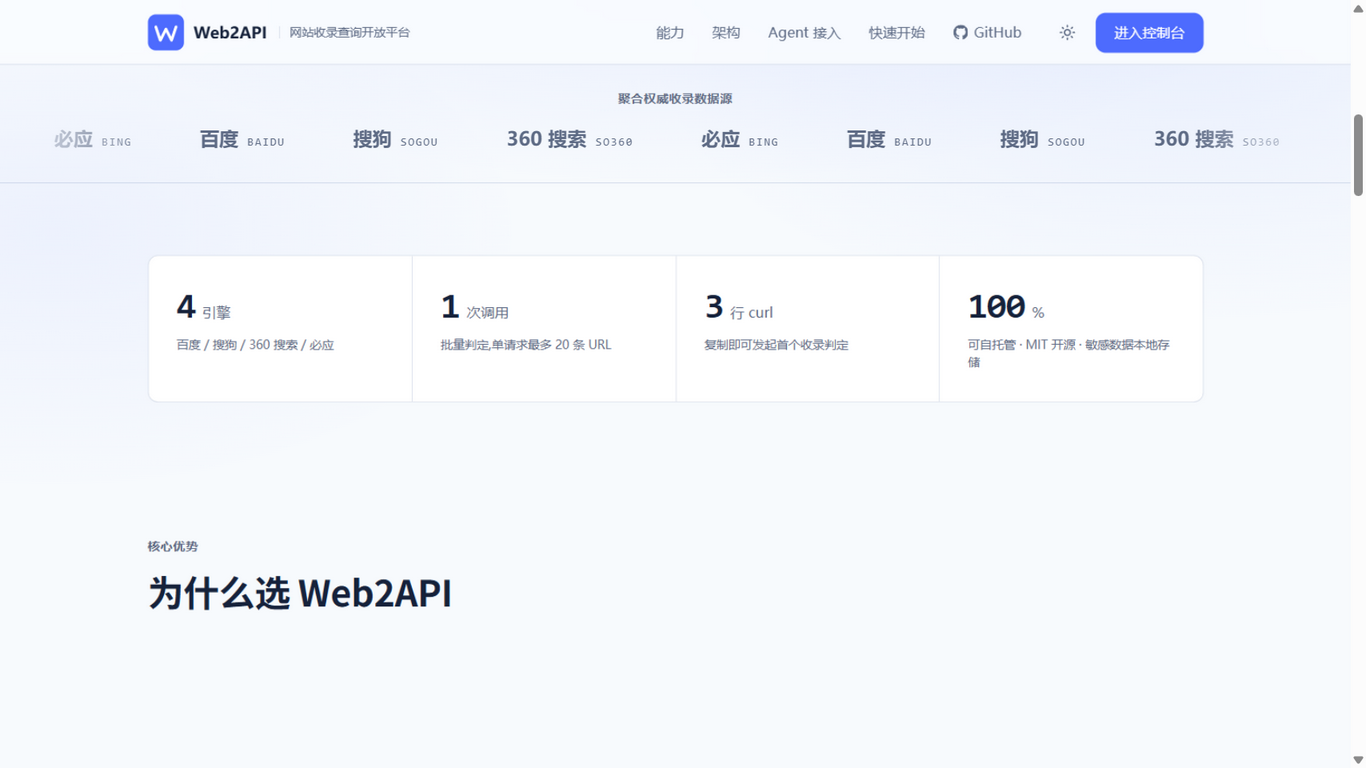 Web2API 网站收录查询开放平台 能力 架构 Agent 接入 快速开始 GitHub 进入控制台
聚合权威收录数据源
必应 BING 百度 BAIDU 搜狗 SOGOU 360 搜索 SO360 必应 BING 百度 BAIDU 搜狗 SOGOU 360 搜索 SO360
4 引擎
百度 / 搜狗 / 360 搜索 / 必应
1 次调用
批量判定,单请求最多 20 条 URL
3 行 curl
复制即可发起首个收录判定
100 %
可自托管 · MIT 开源 · 敏感数据本地存
储
核心优势
为什么选 Web2API